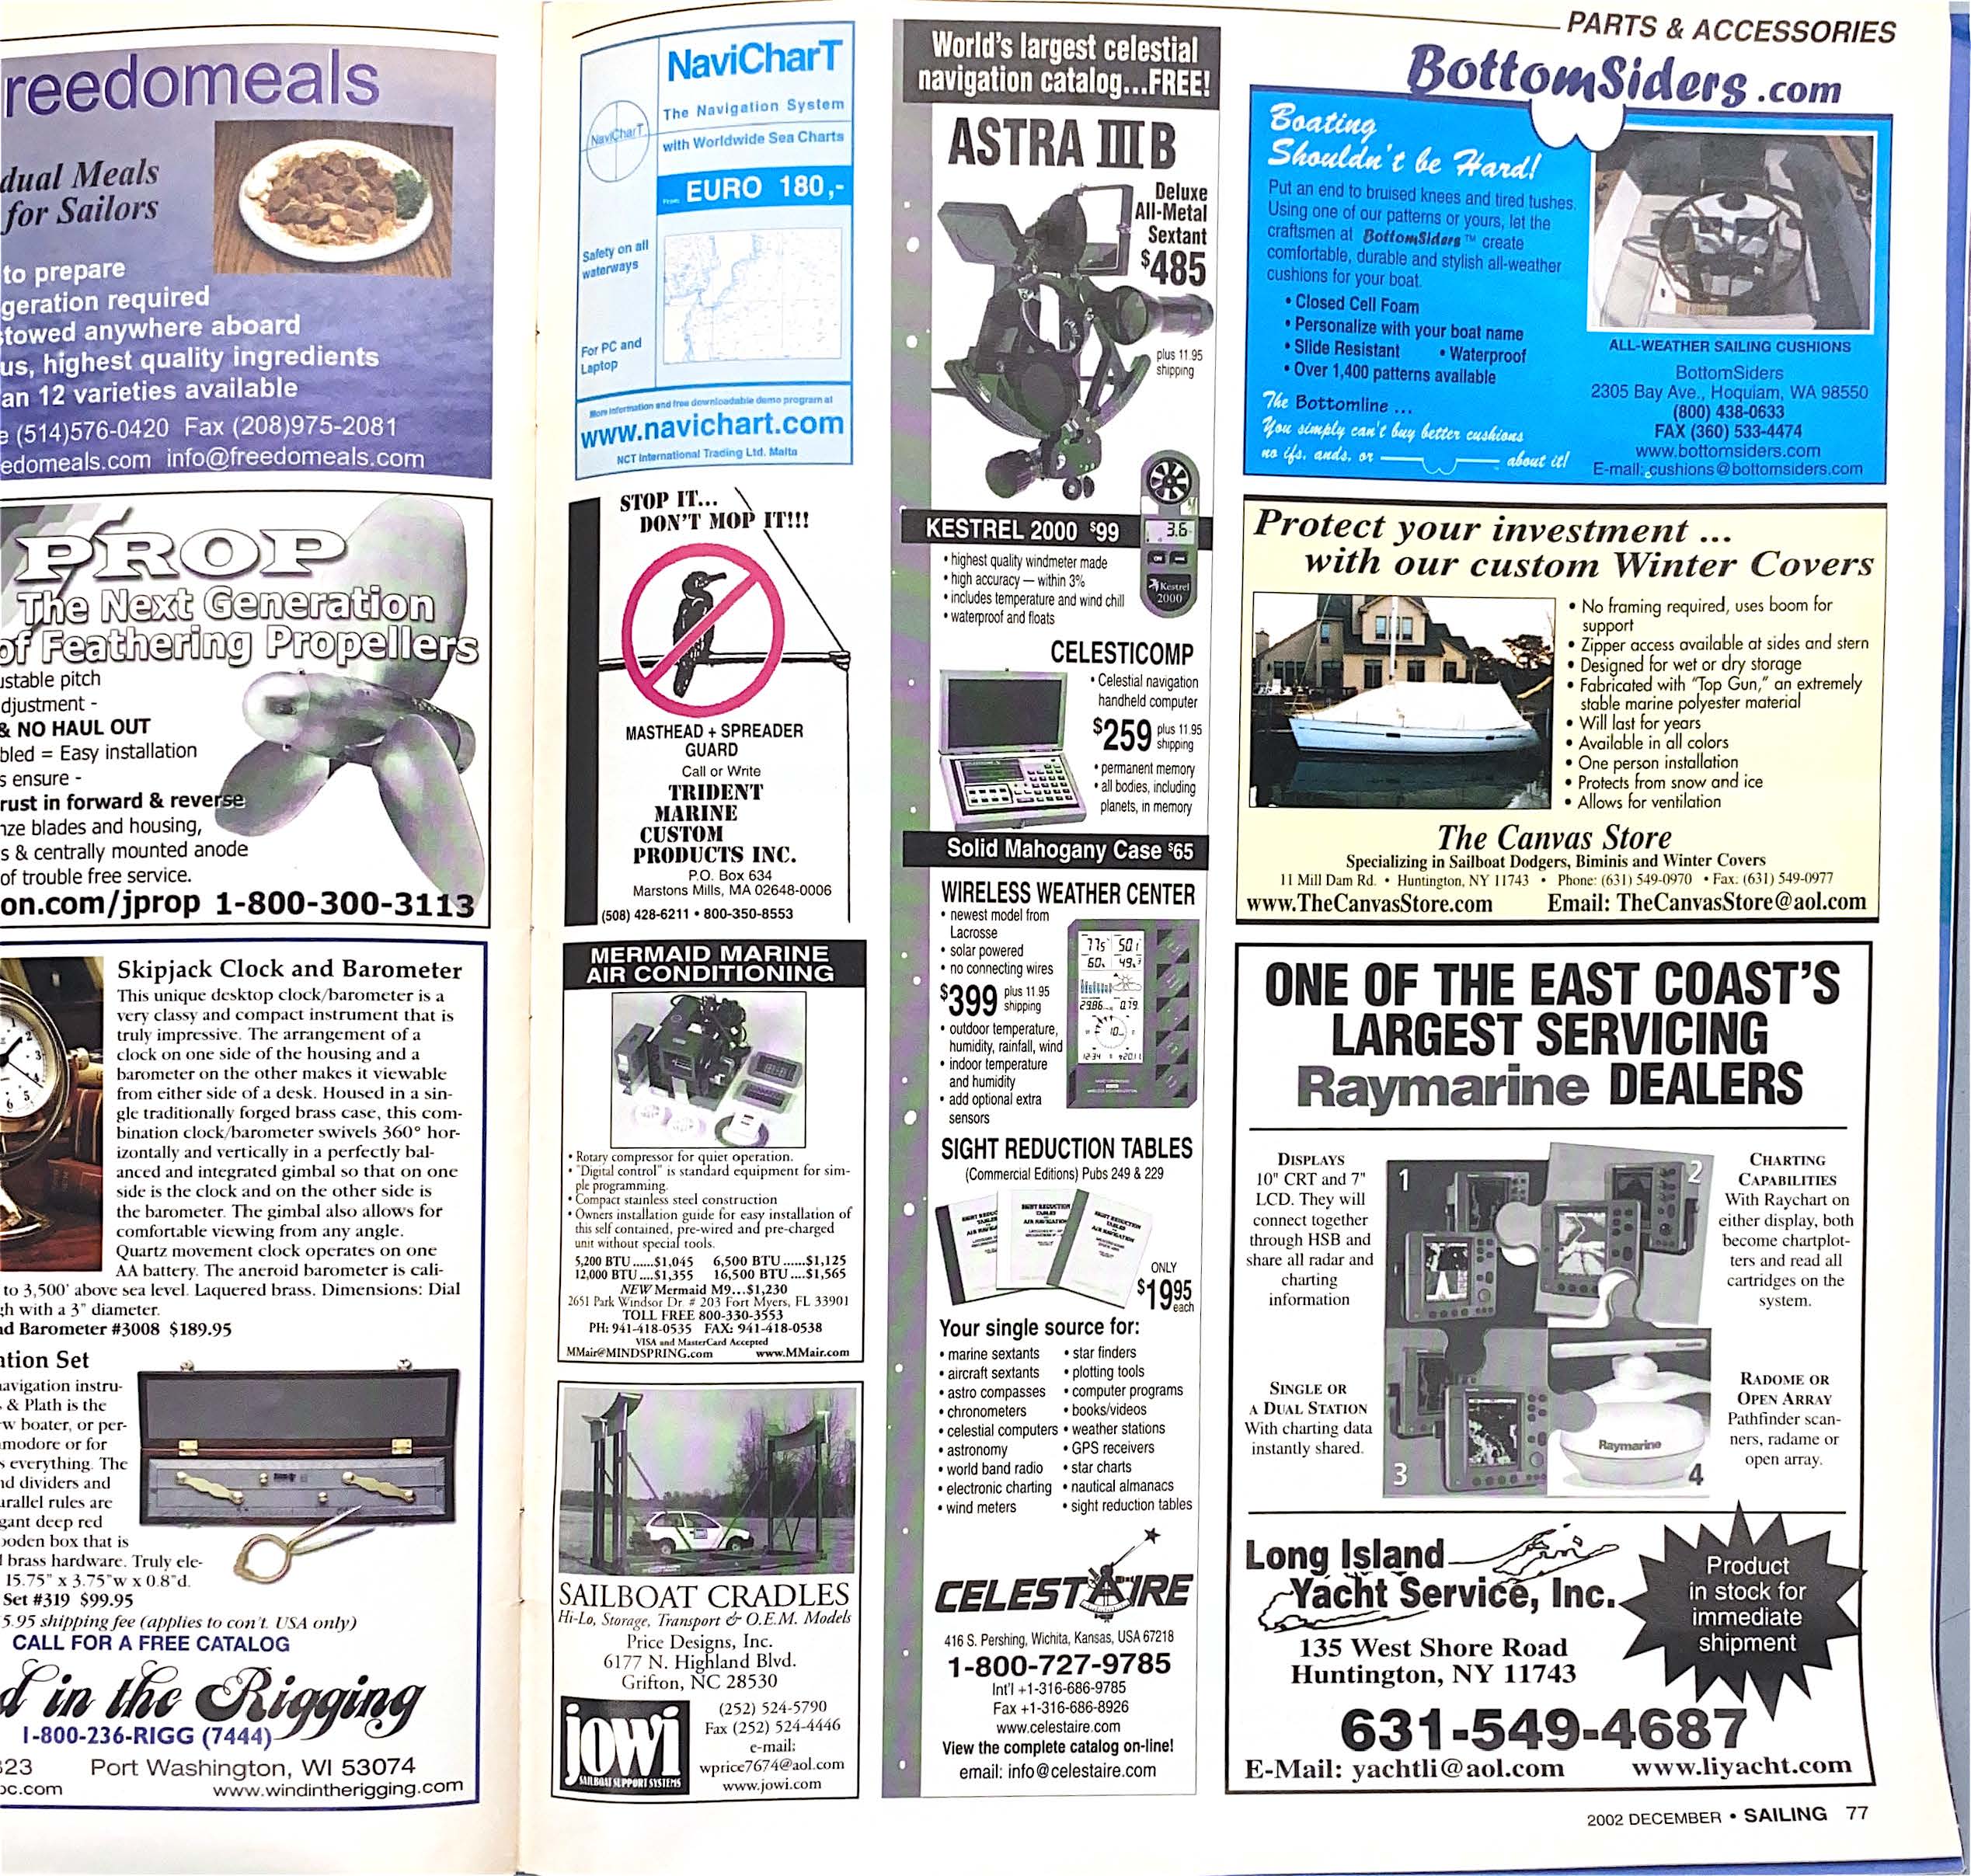 reedomeals
dual Meals
for Sailors
to prepare
geration required
stowed anywhere aboard
us, highest quality ingredients
an 12 varieties available
e (514)576-0420 Fax (208)975-2081
edomeals.com info@freedomeals.com
PROP
The Next Generation
of Feathering Propellers
ustable pitch
djustment -
& NO HAUL OUT
bled = Easy installation
s ensure -
rust in forward & reverse
nze blades and housing,
s & centrally mounted anode
of trouble free service.
on.com/jprop 1-800-300-3113
Skipjack Clock and Barometer
This unique desktop clock/barometer is a
very classy and compact instrument that is
truly impressive. The arrangement of a
clock on one side of the housing and a
barometer on the other makes it viewable
from either side of a desk. Housed in a sin-
gle traditionally forged brass case, this com-
bination clock/barometer swivels 360° hor-
izontally and vertically in a perfectly bal-
anced and integrated gimbal so that on one
side is the clock and on the other side is
the barometer. The gimbal also allows for
comfortable viewing from any angle.
Quartz movement clock operates on one
AA battery. The aneroid barometer is cali-
to 3,500' above sea level. Laquered brass. Dimensions: Dial
gh with a 3" diameter.
nd Barometer #3008 $189.95
ation Set
navigation instru-
s & Plath is the
w boater, or per-
modore or for
s everything. The
nd dividers and
arallel rules are
gant deep red
ooden box that is
l brass hardware. Truly ele-
15.75" x 3.75"w x 0.8"d.
Set #319 $99.95
5.95 shipping fee (applies to con't. USA only)
CALL FOR A FREE CATALOG
d in the Rigging
1-800-236-RIGG (7444)
323 Port Washington, WI 53074
oc.com www.windintherigging.com
NaviCharT
NaviCharT
The Navigation System
with Worldwide Sea Charts
From: EURO 180,-
Safety on all
waterways
For PC and
Laptop
More information and free downloadable demo program at
www.navichart.com
NCT International Trading Ltd. Malta
STOP IT...
DON'T MOP IT!!!
MASTHEAD + SPREADER
GUARD
Call or Write
TRIDENT
MARINE
CUSTOM
PRODUCTS INC.
P.O. Box 634
Marstons Mills, MA 02648-0006
(508) 428-6211 • 800-350-8553
MERMAID MARINE
AIR CONDITIONING
• Rotary compressor for quiet operation.
• "Digital control" is standard equipment for sim-
ple programming.
• Compact stainless steel construction
• Owners installation guide for easy installation of
this self contained, pre-wired and pre-charged
unit without special tools.
5,200 BTU......$1,045 6,500 BTU......$1,125
12,000 BTU....$1,355 16,500 BTU....$1,565
NEW Mermaid M9...$1,230
2651 Park Windsor Dr. # 203 Fort Myers, FL 33901
TOLL FREE 800-330-3553
PH: 941-418-0535 FAX: 941-418-0538
VISA and MasterCard Accepted
MMair@MINDSPRING.com www.MMair.com
SAILBOAT CRADLES
Hi-Lo, Storage, Transport & O.E.M. Models
Price Designs, Inc.
6177 N. Highland Blvd.
Grifton, NC 28530
jowi
SAILBOAT SUPPORT SYSTEMS
(252) 524-5790
Fax (252) 524-4446
e-mail:
wprice7674@aol.com
www.jowi.com
World's largest celestial
navigation catalog...FREE!
ASTRA III B
Deluxe
All-Metal
Sextant
$485
plus 11.95
shipping
KESTREL 2000 $99
3.6
Kestrel
2000
• highest quality windmeter made
• high accuracy — within 3%
• includes temperature and wind chill
• waterproof and floats
CELESTICOMP
• Celestial navigation
handheld computer
$259 plus 11.95
shipping
• permanent memory
• all bodies, including
planets, in memory
Solid Mahogany Case $65
WIRELESS WEATHER CENTER
• newest model from
Lacrosse
• solar powered
• no connecting wires
$399 plus 11.95
shipping
• outdoor temperature,
humidity, rainfall, wind
• indoor temperature
and humidity
• add optional extra
sensors
SIGHT REDUCTION TABLES
(Commercial Editions) Pubs 249 & 229
SIGHT REDUCTION
TABLES
AIR NAVIGATION
ONLY
$19.95
each
Your single source for:
• marine sextants • star finders
• aircraft sextants • plotting tools
• astro compasses • computer programs
• chronometers • books/videos
• celestial computers • weather stations
• astronomy • GPS receivers
• world band radio • star charts
• electronic charting • nautical almanacs
• wind meters • sight reduction tables
CELESTAIRE
416 S. Pershing, Wichita, Kansas, USA 67218
1-800-727-9785
Int'l +1-316-686-9785
Fax +1-316-686-8926
www.celestaire.com
View the complete catalog on-line!
email: info@celestaire.com
PARTS & ACCESSORIES
BottomSiders.com
Boating
Shouldn't be Hard!
Put an end to bruised knees and tired tushes.
Using one of our patterns or yours, let the
craftsmen at BottomSiders™ create
comfortable, durable and stylish all-weather
cushions for your boat.
• Closed Cell Foam
• Personalize with your boat name
• Slide Resistant • Waterproof
• Over 1,400 patterns available
The Bottomline ...
You simply can't buy better cushions
no ifs, ands, or about it!
ALL-WEATHER SAILING CUSHIONS
BottomSiders
2305 Bay Ave., Hoquiam, WA 98550
(800) 438-0633
FAX (360) 533-4474
www.bottomsiders.com
E-mail: cushions@bottomsiders.com
Protect your investment ...
with our custom Winter Covers
• No framing required, uses boom for
support
• Zipper access available at sides and stern
• Designed for wet or dry storage
• Fabricated with "Top Gun," an extremely
stable marine polyester material
• Will last for years
• Available in all colors
• One person installation
• Protects from snow and ice
• Allows for ventilation
The Canvas Store
Specializing in Sailboat Dodgers, Biminis and Winter Covers
11 Mill Dam Rd. • Huntington, NY 11743 • Phone: (631) 549-0970 • Fax: (631) 549-0977
www.TheCanvasStore.com Email: TheCanvasStore@aol.com
ONE OF THE EAST COAST'S
LARGEST SERVICING
Raymarine DEALERS
DISPLAYS
10" CRT and 7"
LCD. They will
connect together
through HSB and
share all radar and
charting
information
1
2
CHARTING
CAPABILITIES
With Raychart on
either display, both
become chartplot-
ters and read all
cartridges on the
system.
SINGLE OR
A DUAL STATION
With charting data
instantly shared.
3
Raymarine
4
RADOME OR
OPEN ARRAY
Pathfinder scan-
ners, radame or
open array.
Long Island
Yacht Service, Inc.
135 West Shore Road
Huntington, NY 11743
Product
in stock for
immediate
shipment
631-549-4687
E-Mail: yachtli@aol.com www.liyacht.com
2002 DECEMBER • SAILING 77